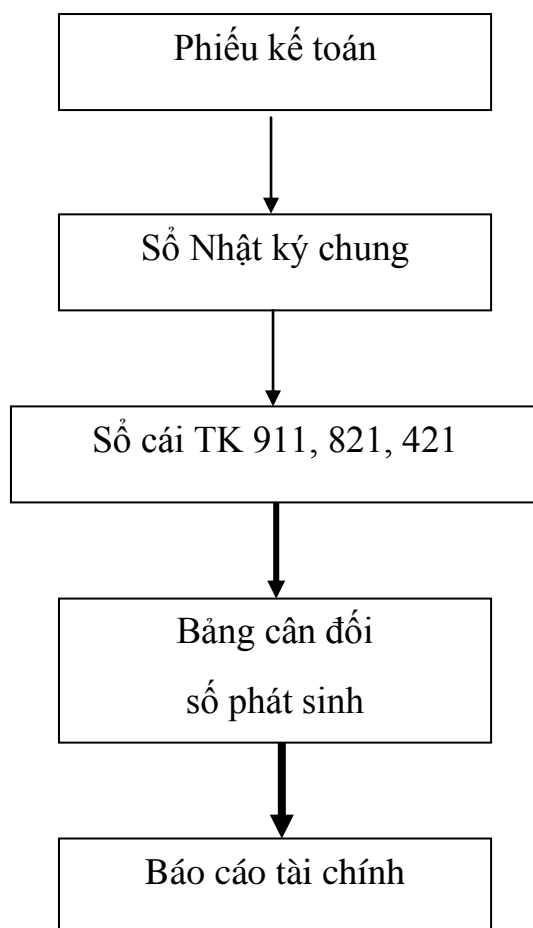 Phiếu kế toán
Sổ Nhật ký chung
Sổ cái TK 911, 821, 421
Bảng cân đối
số phát sinh
Báo cáo tài chính